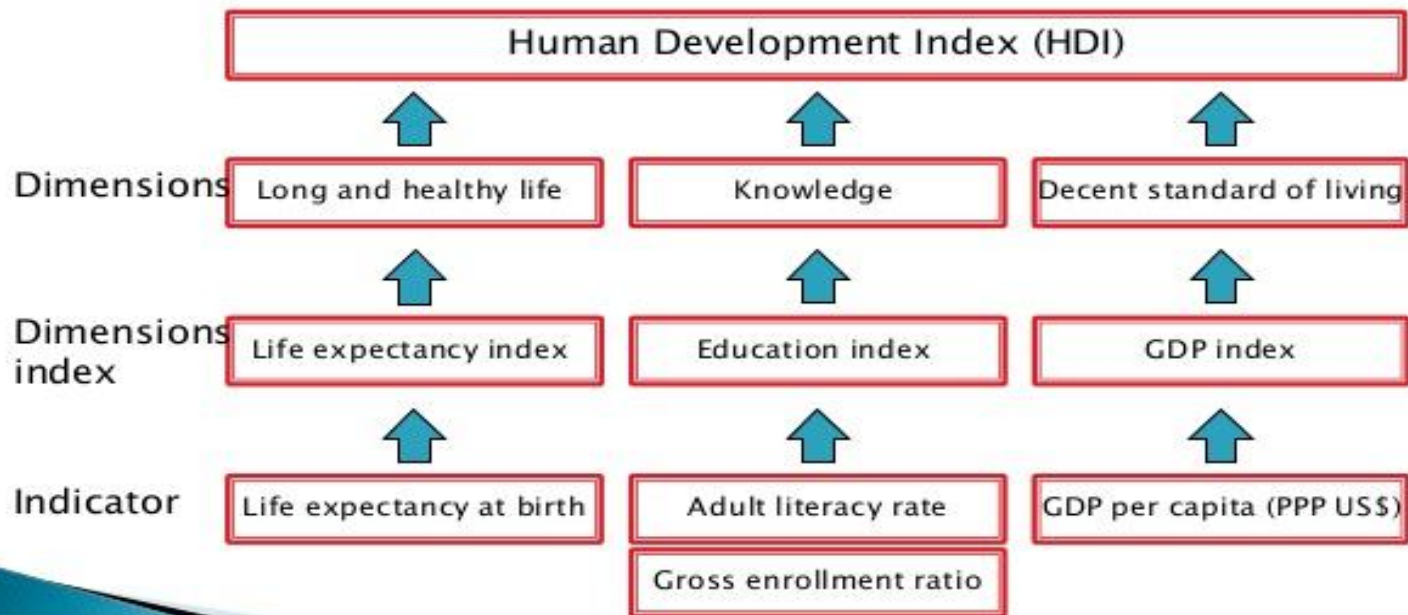 Human Development Index (HDI)
Dimensions
Long and healthy life
Knowledge
Decent standard of living
Dimensions
index
Life expectancy index
Education index
GDP index
Indicator
Life expectancy at birth
Adult literacy rate
GDP per capita (PPP US$)
Gross enrollment ratio